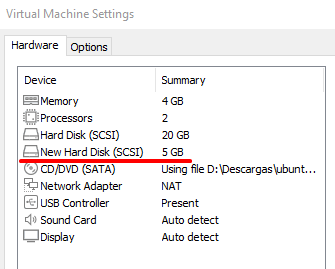 Virtual Machine Settings
Hardware Options
Device Summary
Memory 4 GB
Processors 2
Hard Disk (SCSI) 20 GB
New Hard Disk (SCSI) 5 GB
CD/DVD (SATA) Using file D:\Descargas\ubunt...
Network Adapter NAT
USB Controller Present
Sound Card Auto detect
Display Auto detect